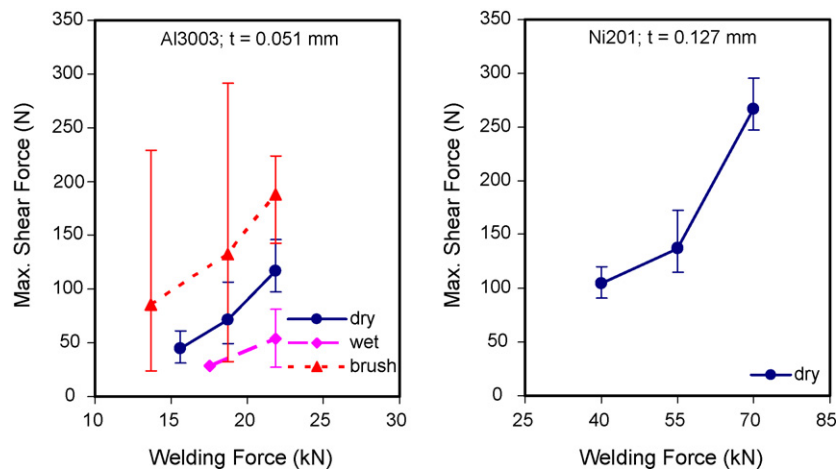 Al3003; t = 0.051 mm
Max. Shear Force (N)
350
300
250
200
150
100
50
0
10
15
20
25
30
Welding Force (kN)
dry
wet
brush
Ni201; t = 0.127 mm
Max. Shear Force (N)
350
300
250
200
150
100
50
0
25
40
55
70
85
Welding Force (kN)
dry